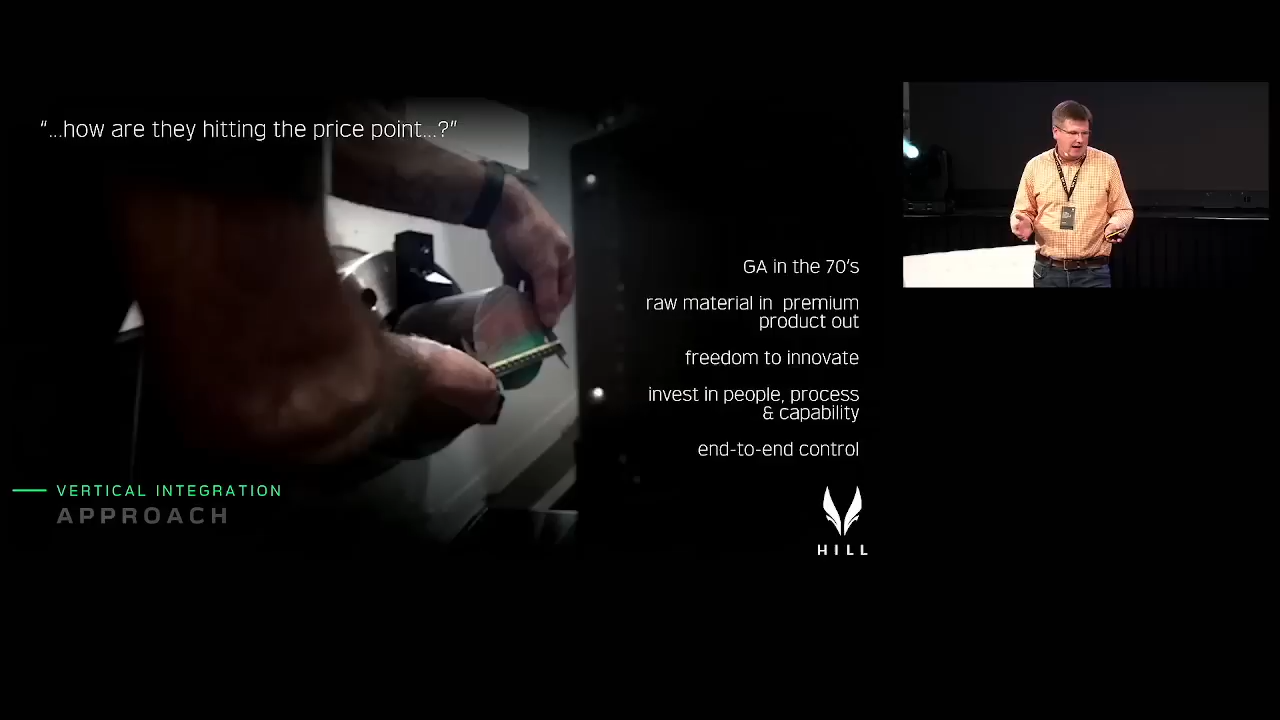 “...how are they hitting the price point...?”
GA in the 70's
raw material in premium
product out
freedom to innovate
invest in people, process
& capability
end-to-end control
VERTICAL INTEGRATION
APPROACH
HILL